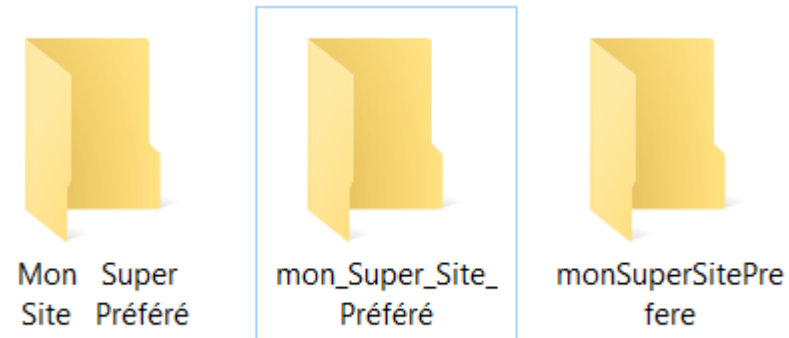 Mon   Super
Site   Préféré
mon_Super_Site_
Préféré
monSuperSitePre
fere